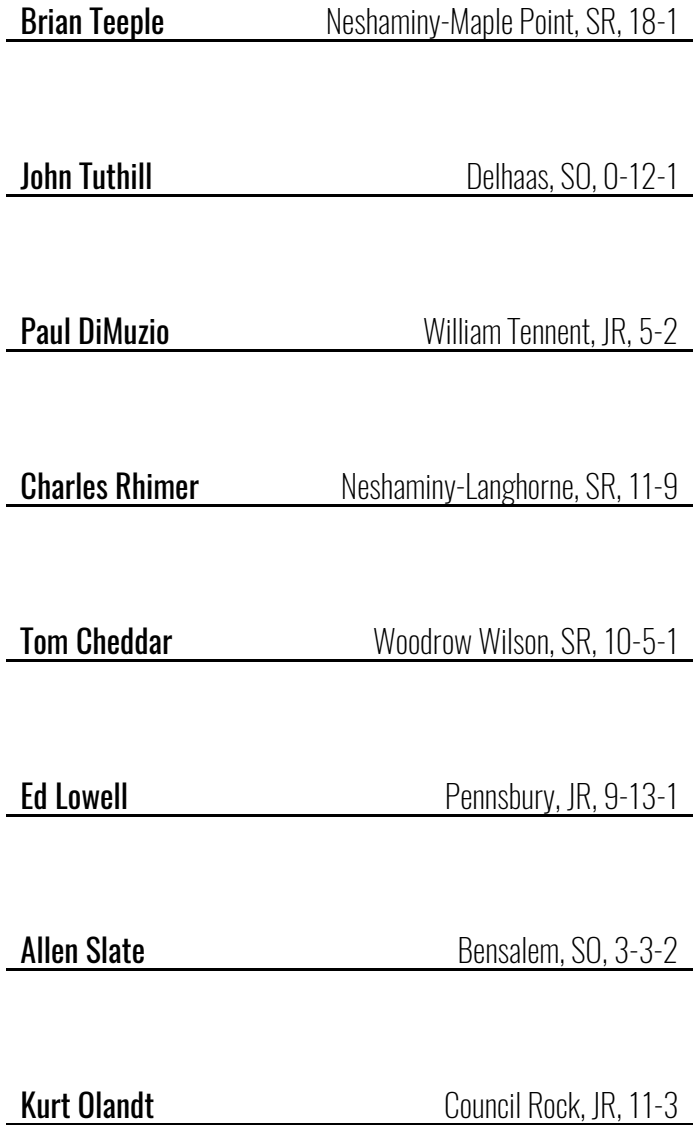 Brian Teeple Neshaminy-Maple Point, SR, 18-1
John Tuthill Delhaas, SO, 0-12-1
Paul DiMuzio William Tennent, JR, 5-2
Charles Rhimer Neshaminy-Langhorne, SR, 11-9
Tom Cheddar Woodrow Wilson, SR, 10-5-1
Ed Lowell Pennsbury, JR, 9-13-1
Allen Slate Bensalem, SO, 3-3-2
Kurt Olandt Council Rock, JR, 11-3